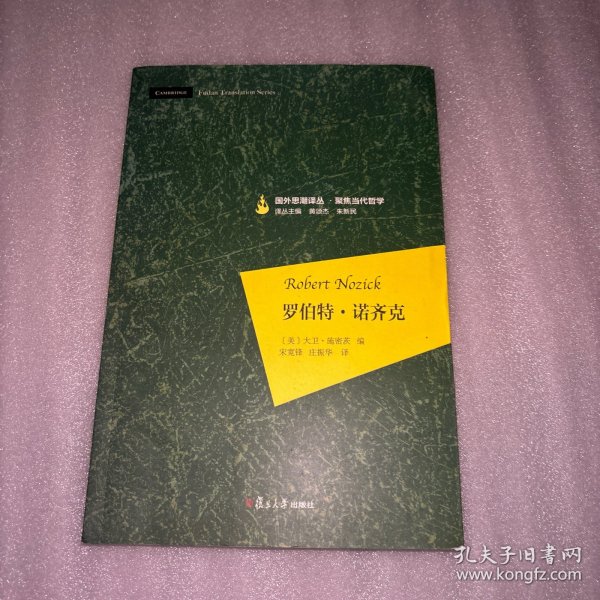 CAMBRIDGE Fudan Translation Series
国外思潮译丛·聚焦当代哲学
译丛主编 黄颂杰 朱新民
Robert Nozick
罗伯特·诺齐克
〔美〕大卫·施密茨 编
宋宽锋 庄振华 译
复旦大学出版社
孔夫子旧书网
www.kongfz.com